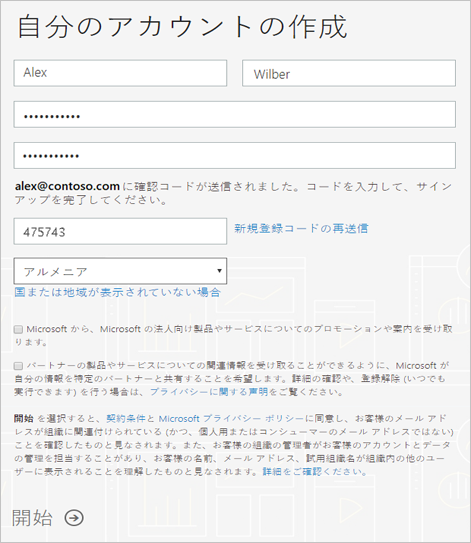 自分のアカウントの作成
Alex
Wilber
•••••••••••
•••••••••••
alex@contoso.com に確認コードが送信されました。コードを入力して、サイン
アップを完了してください。
475743
新規登録コードの再送信
アルメニア
国または地域が表示されていない場合
Microsoft から、Microsoft の法人向け製品やサービスについてのプロモーションや案内を受け取
ります。
パートナーの製品やサービスについての関連情報を受け取ることができるように、Microsoft が
自分の情報を特定のパートナーと共有することを希望します。詳細の確認や、登録解除 (いつでも
実行できます) を行う場合は、プライバシーに関する声明をご覧ください。
開始 を選択すると、契約条件と Microsoft プライバシー ポリシーに同意し、お客様のメール アド
レスが組織に関連付けられている (かつ、個人用またはコンシューマーのメール アドレスではない)
ことを確認したものと見なされます。また、お客様の組織の管理者がお客様のアカウントとデータ
の管理を担当することがあり、お客様の名前、メール アドレス、試用組織名が組織内の他のユー
ザーに表示されることを理解したものと見なされます。詳細をご確認ください。
開始